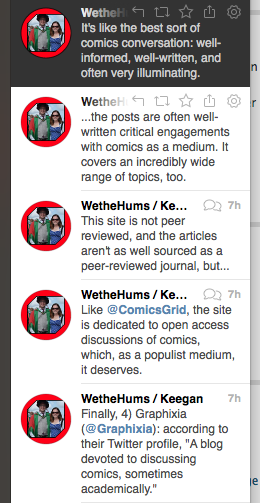 WetheH
It's like the best sort of
comics conversation: well-
informed, well-written, and
often very illuminating.
WetheH
...the posts are often well-
written critical engagements
with comics as a medium. It
covers an incredibly wide
range of topics, too.
WetheHums / Ke... 7h
This site is not peer
reviewed, and the articles
aren't as well sourced as a
peer-reviewed journal, but...
WetheHums / Kee... 7h
Like @ComicsGrid, the site
is dedicated to open access
discussions of comics,
which, as a populist medium,
it deserves.
WetheHums / Keegan 7h
Finally, 4) Graphixia
(@Graphixia): according to
their Twitter profile, "A blog
devoted to discussing
comics, sometimes
academically."